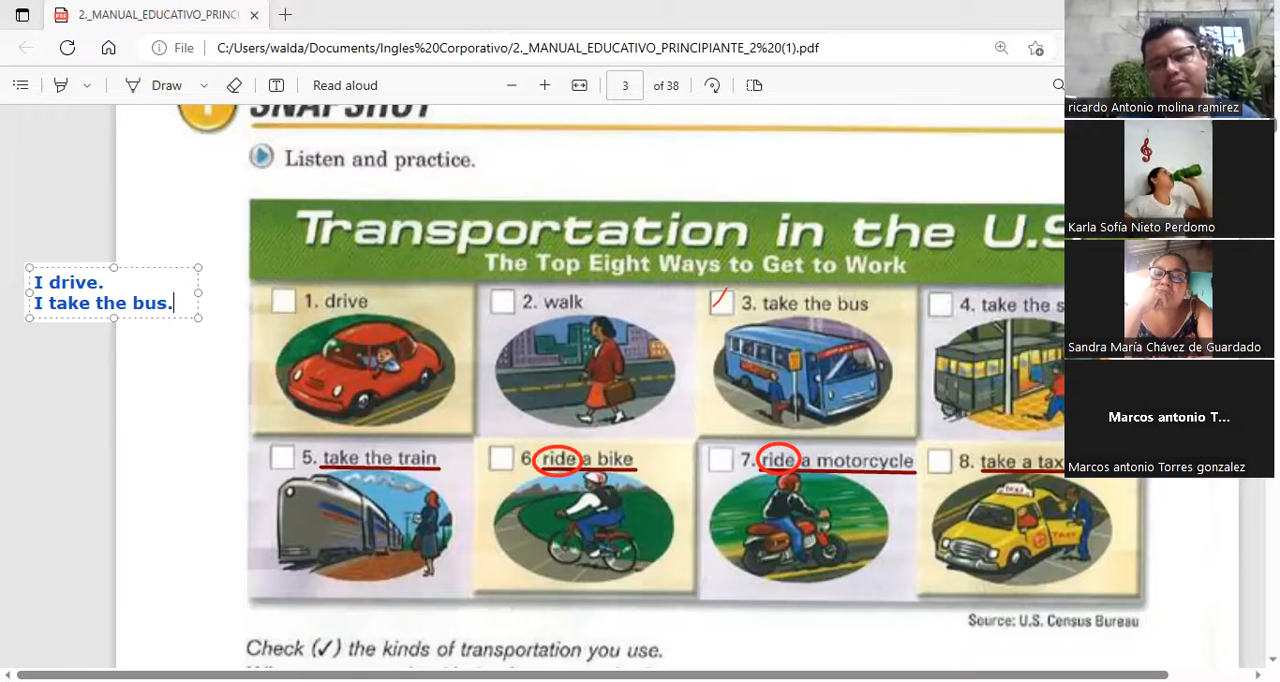 2._MANUAL_EDUCATIVO_PRINCI
File
C:/Users/walda/Documents/Ingles%20Corporativo/2._MANUAL_EDUCATIVO_PRINCIPIANTE_2%20(1).pdf
Draw
Read aloud
3
of 38
1 SNAPSHOT
Listen and practice.
Transportation in the U.S
The Top Eight Ways to Get to Work
I drive.
I take the bus.
1. drive
2. walk
3. take the bus
4. take the s
5. take the train
6. ride a bike
7. ride a motorcycle
8. take a tax
TAXI
Source: U.S. Census Bureau
Check (✓) the kinds of transportation you use.
ricardo Antonio molina ramirez
Karla Sofía Nieto Perdomo
Sandra María Chávez de Guardado
Marcos antonio T...
Marcos antonio Torres gonzalez